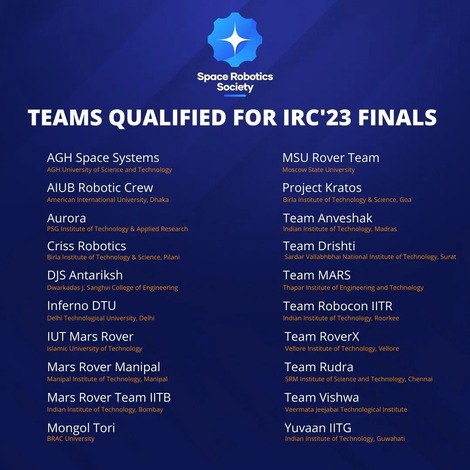 Space Robotics
Society
TEAMS QUALIFIED FOR IRC'23 FINALS
AGH Space Systems
AGH University of Science and Technology
AIUB Robotic Crew
American International University, Dhaka
Aurora
PSG Institute of Technology & Applied Research
Criss Robotics
Birla Institute of Technology & Science, Pilani
DJS Antariksh
Dwarkadas J. Sanghvi College of Engineering
Inferno DTU
Delhi Technological University, Delhi
IUT Mars Rover
Islamic University of Technology
Mars Rover Manipal
Manipal Institute of Technology, Manipal
Mars Rover Team IITB
Indian Institute of Technology, Bombay
Mongol Tori
BRAC University
MSU Rover Team
Moscow State University
Project Kratos
Birla Institute of Technology & Science, Goa
Team Anveshak
Indian Institute of Technology, Madras
Team Drishti
Sardar Vallabhbhai National Institute of Technology, Surat
Team MARS
Thapar Institute of Engineering and Technology
Team Robocon IITR
Indian Institute of Technology, Roorkee
Team RoverX
Vellore Institute of Technology, Vellore
Team Rudra
SRM Institute of Science and Technology, Chennai
Team Vishwa
Veermata Jeejabai Technological Institute
Yuvaan IITG
Indian Institute of Technology, Guwahati